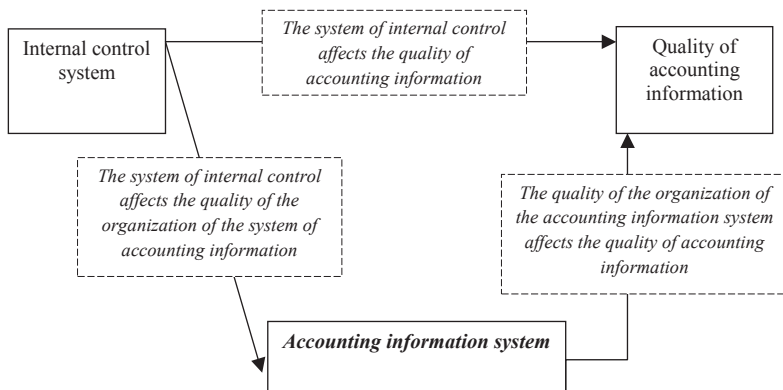 Internal control
system
The system of internal control
affects the quality of
accounting information
Quality of
accounting
information
The system of internal control
affects the quality of the
organization of the system of
accounting information
The quality of the organization of
the accounting information system
affects the quality of accounting
information
Accounting information system